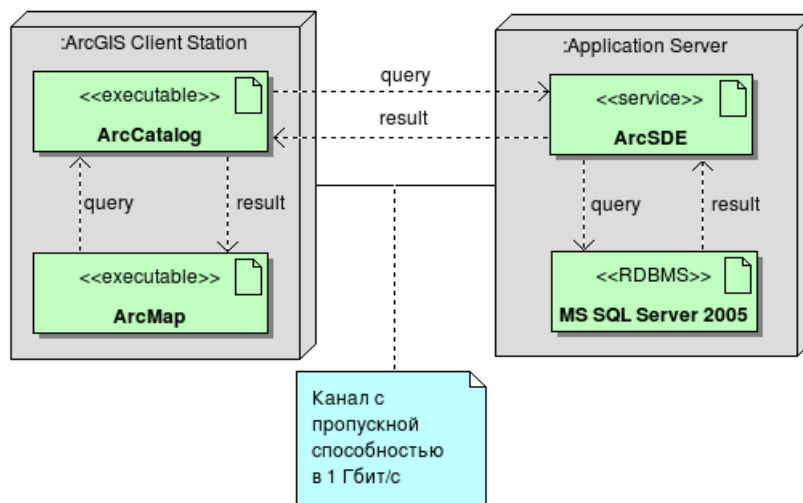 :ArcGIS Client Station
<<executable>>
ArcCatalog
query
result
<<executable>>
ArcMap
query
result
:Application Server
<<service>>
ArcSDE
query
result
<<RDBMS>>
MS SQL Server 2005
Канал с
пропускной
способностью
в 1 Гбит/с